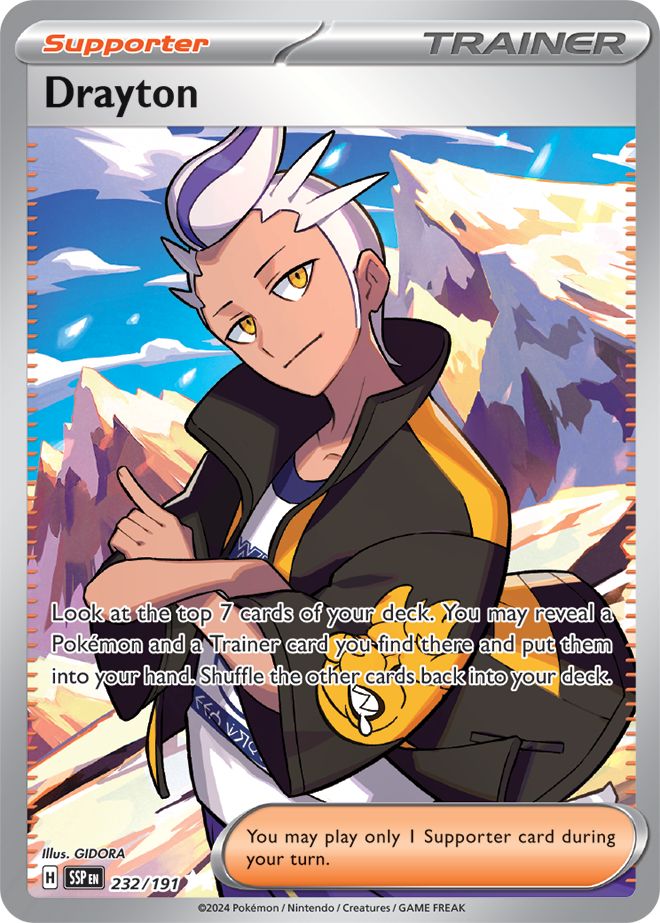 Supporter
TRAINER
Drayton
Look at the top 7 cards of your deck. You may reveal a
Pokémon and a Trainer card you find there and put them
into your hand. Shuffle the other cards back into your deck.
You may play only 1 Supporter card during
your turn.
Illus. GIDORA
H SSP EN 232/191
©2024 Pokémon / Nintendo / Creatures / GAME FREAK